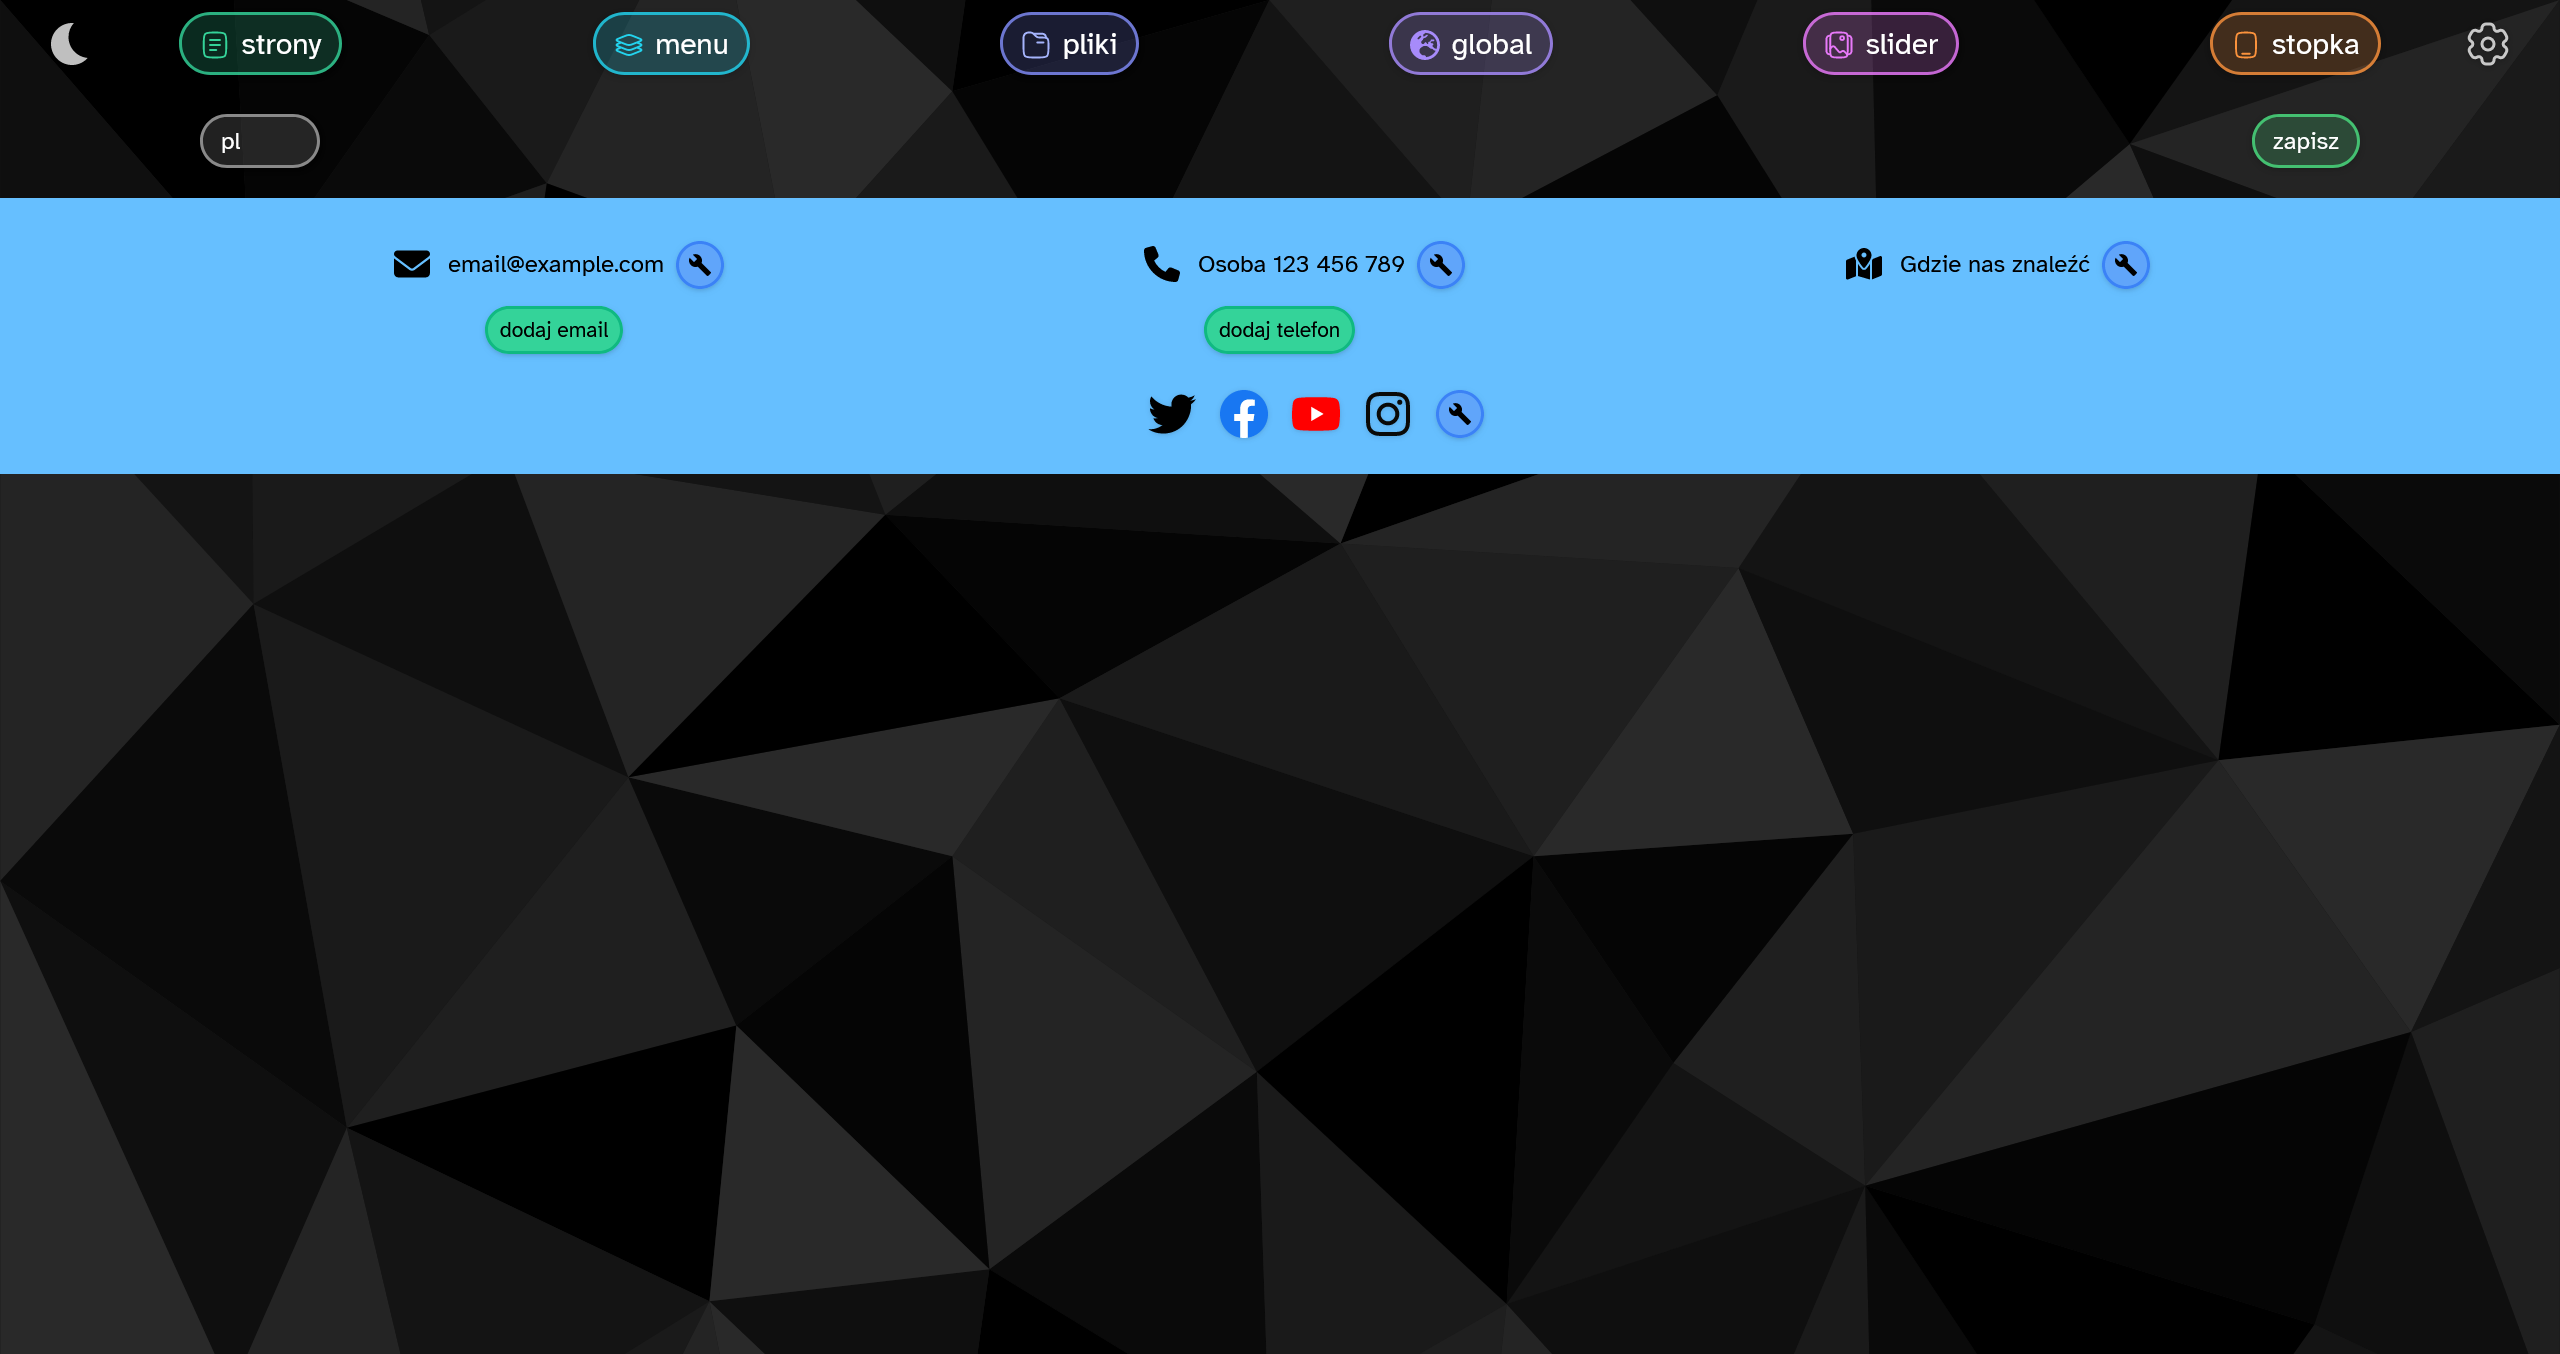 strony menu pliki global slider stopka
pl zapisz
email@example.com Osoba 123 456 789 Gdzie nas znaleźć
dodaj email dodaj telefon